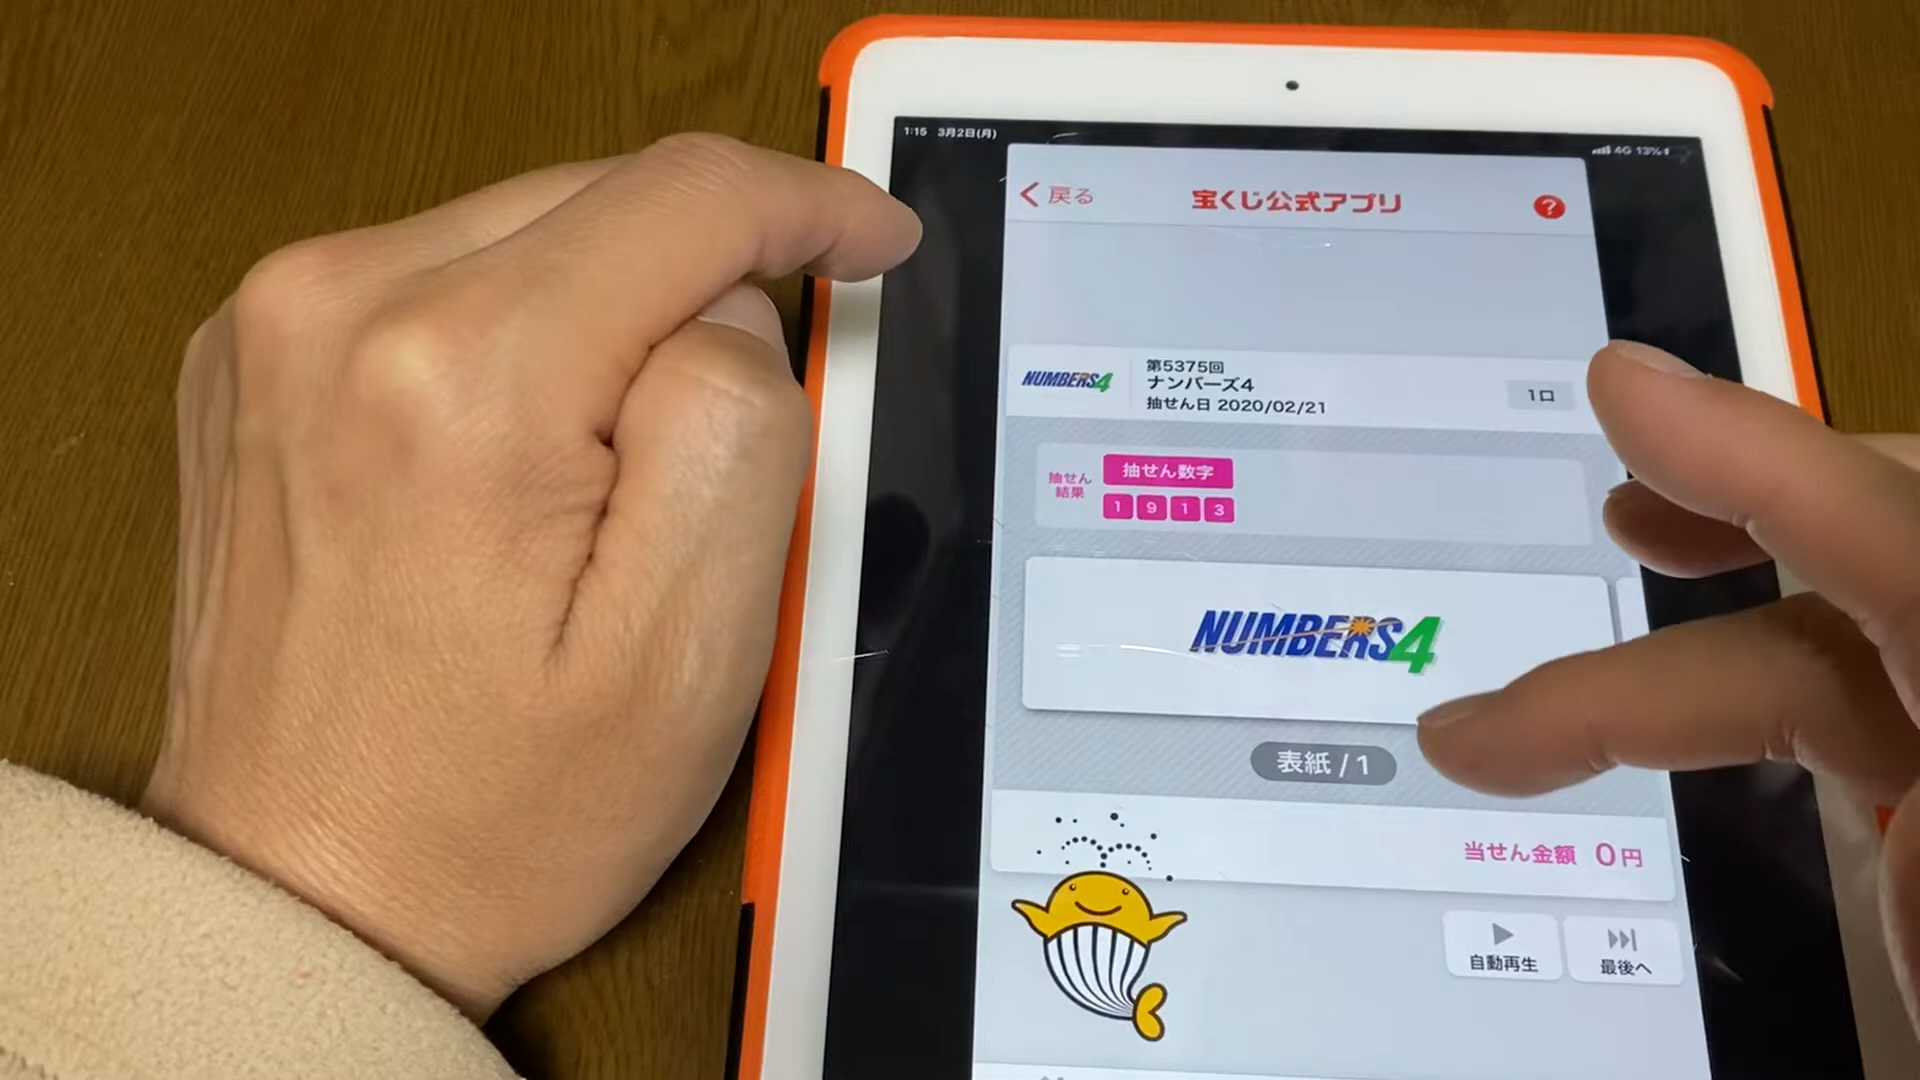 1:15 3月2日(月)
4G 13%
戻る
宝くじ公式アプリ
?
NUMBERS4
第5375回
ナンバーズ4
抽せん日 2020/02/21
1口
抽せん
結果
抽せん数字
1 9 1 3
NUMBERS4
表紙 / 1
当せん金額 0円
自動再生
最後へ